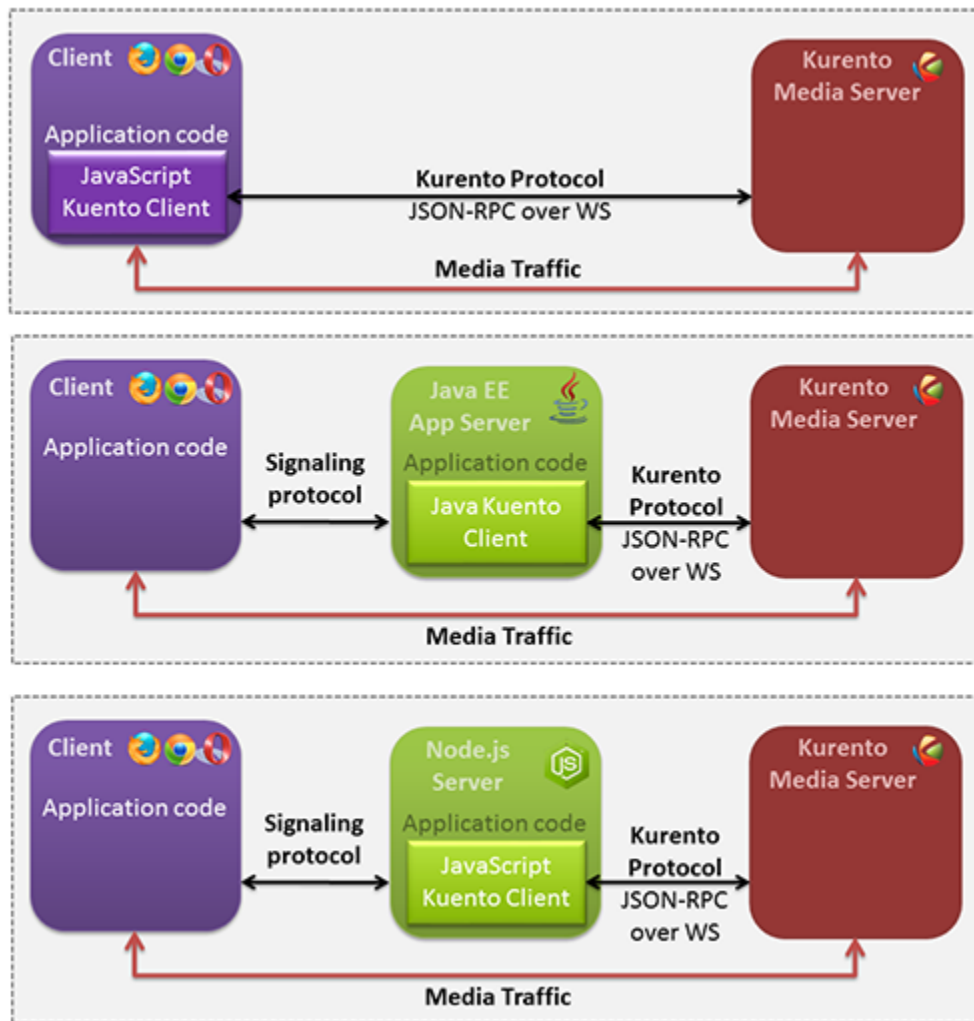 Client
Kurento
Media Server
Application code
JavaScript
Kuento Client
Kurento Protocol
JSON-RPC over WS
Media Traffic
Client
Java EE
App Server
Kurento
Media Server
Application code
Application code
Signaling
protocol
Java Kuento
Client
Kurento
Protocol
JSON-RPC
over WS
Media Traffic
Client
Node.js
Server
JS
Kurento
Media Server
Application code
Application code
Signaling
protocol
JavaScript
Kuento Client
Kurento
Protocol
JSON-RPC
over WS
Media Traffic